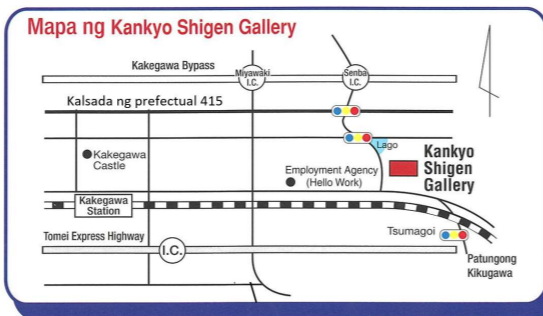 Mapa ng Kankyo Shigen Gallery
Kakegawa Bypass
Miyawaki
I.C.
Senba
I.C.
Kalsada ng prefectual 415
Lago
Kakegawa
Castle
Employment Agency
(Hello Work)
Kankyo
Shigen
Gallery
Kakegawa
Station
Tsumagoi
Tomei Express Highway
I.C.
Patungong
Kikugawa